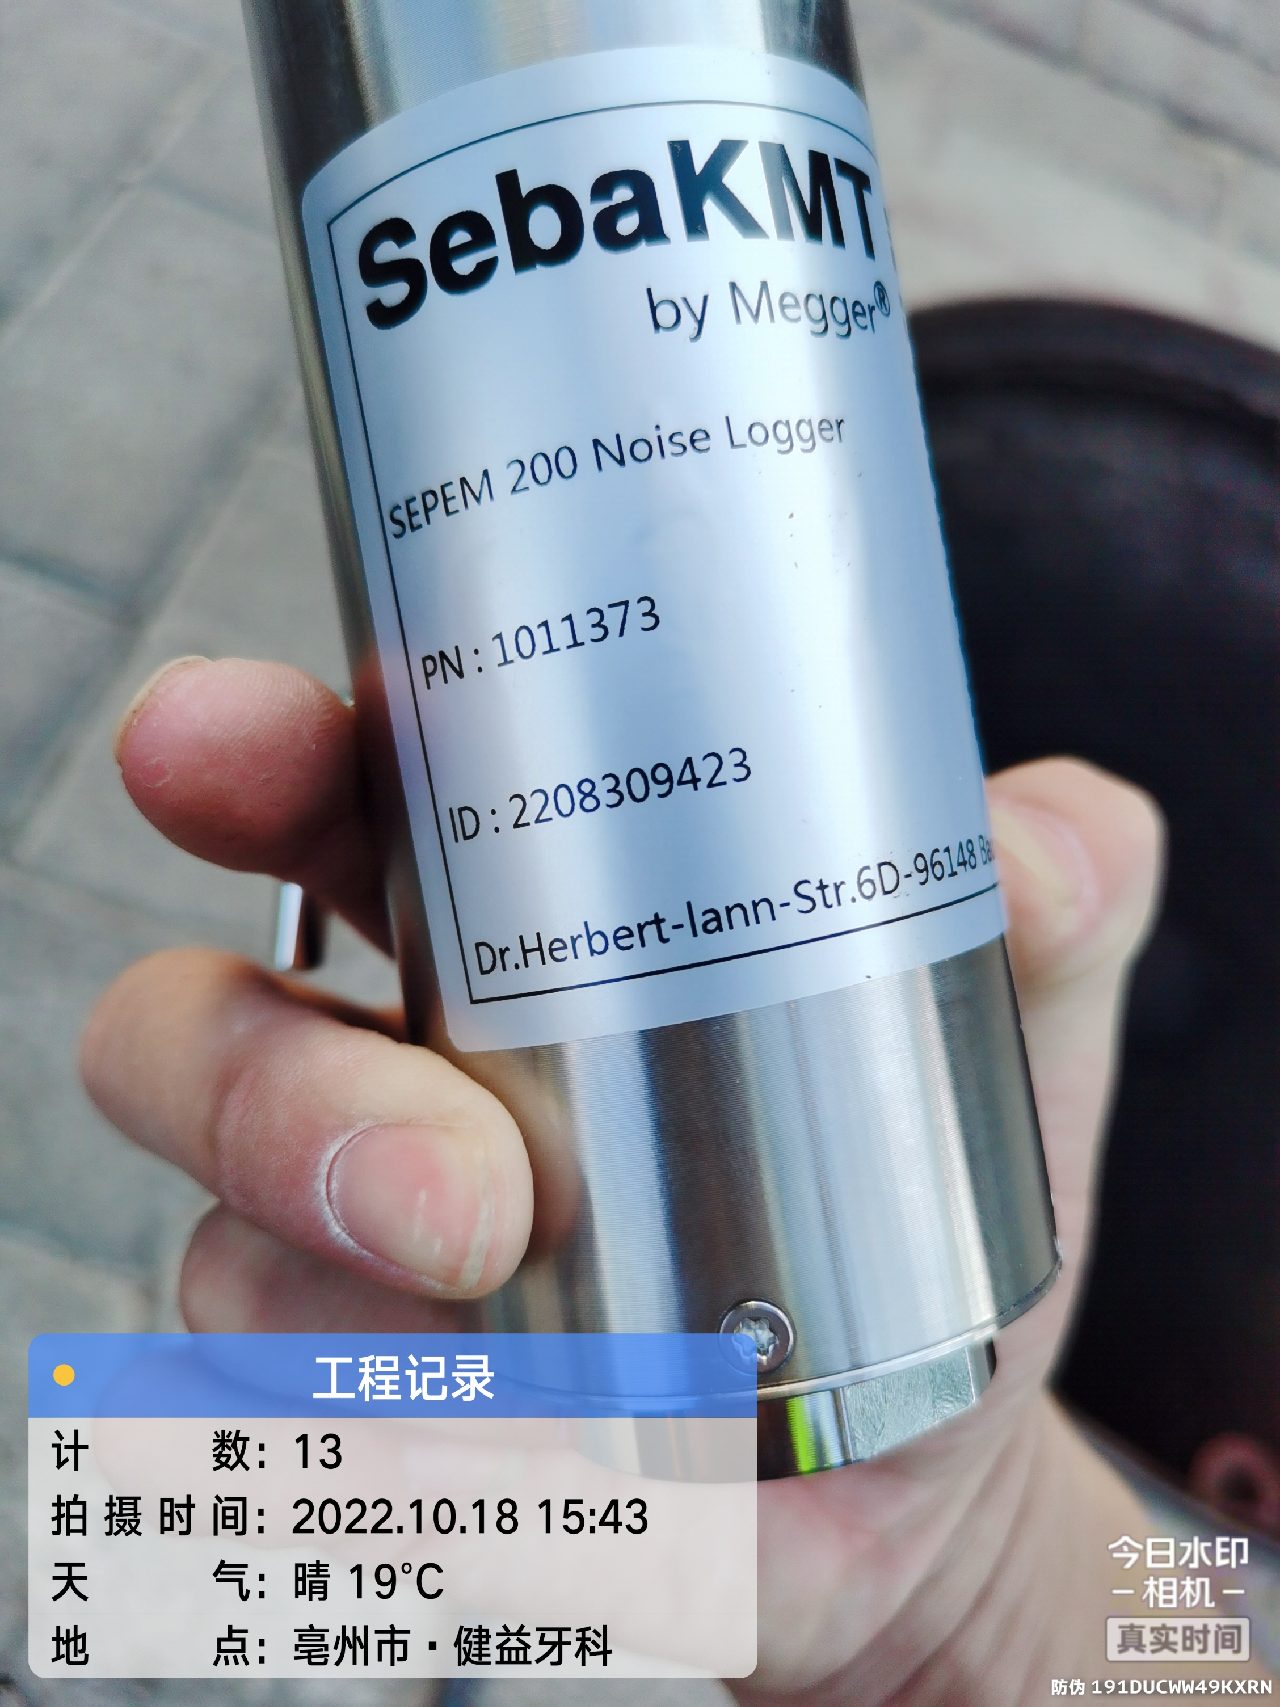 SebaKMT
by Megger®
SEPEM 200 Noise Logger
PN : 1011373
ID : 2208309423
Dr.Herbert-Iann-Str.6D-96148
工程记录
计数: 13
拍摄时间: 2022.10.18 15:43
天气: 晴 19°C
地点: 亳州市·健益牙科
今日水印
-相机-
真实时间
防伪 191DUCWW49KXRN